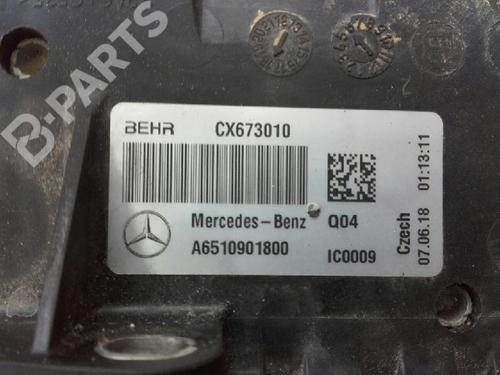 B-PARTS
BEHR CX673010
Mercedes-Benz Q04
A6510901800 IC0009
Czech
07.06.18 01:13:11